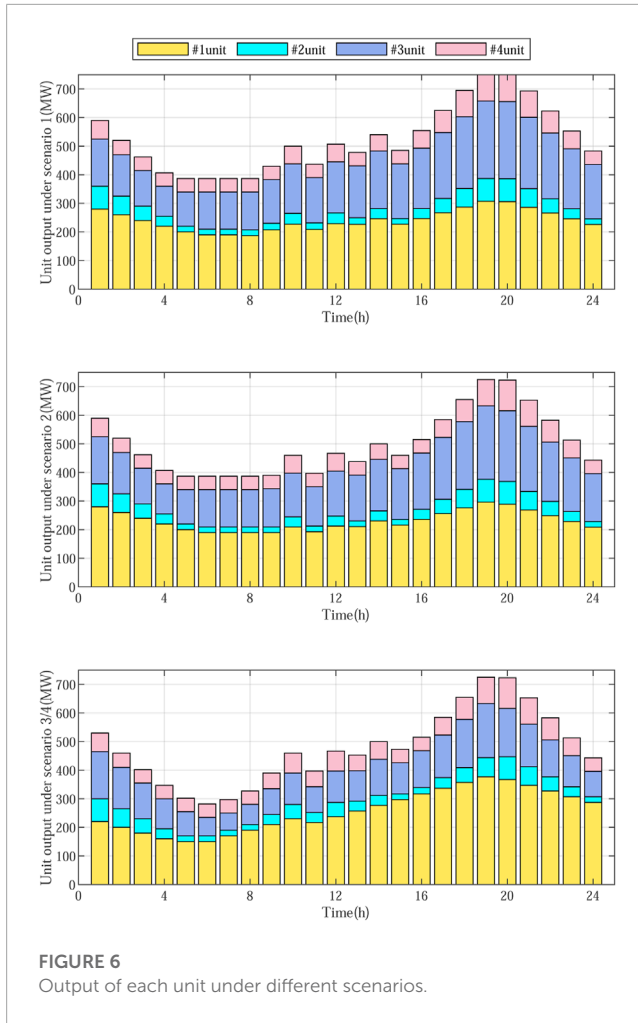 #1unit #2unit #3unit #4unit
Unit output under scenario 1(MW)
700
600
500
400
300
200
100
0
0 4 8 12 16 20 24
Time(h)
Unit output under scenario 2(MW)
700
600
500
400
300
200
100
0
0 4 8 12 16 20 24
Time(h)
Unit output under scenario 3/4(MW)
700
600
500
400
300
200
100
0
0 4 8 12 16 20 24
Time(h)
FIGURE 6
Output of each unit under different scenarios.